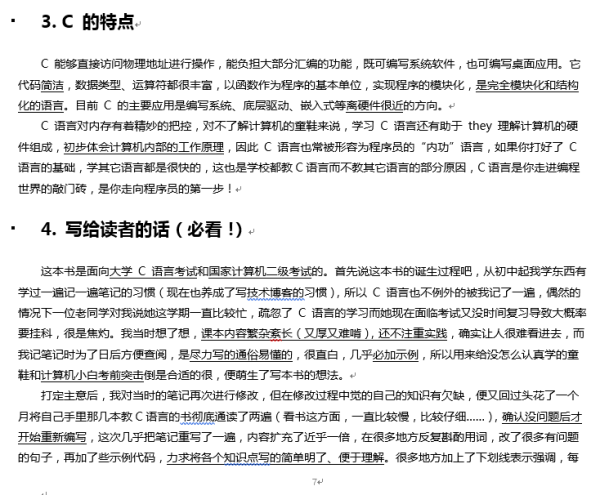 3. C 的特点
C 能够直接访问物理地址进行操作，能负担大部分汇编的功能，既可编写系统软件，也可编写桌面应用。它
代码简洁，数据类型、运算符都很丰富，以函数作为程序的基本单位，实现程序的模块化，是完全模块化和结构
化的语言。目前 C 的主要应用是编写系统、底层驱动、嵌入式等离硬件很近的方向。
C 语言对内存有着精妙的把控，对不了解计算机的童鞋来说，学习 C 语言还有助于 they 理解计算机的硬
件组成，初步体会计算机内部的工作原理，因此 C 语言也常被形容为程序员的“内功”语言，如果你打好了 C
语言的基础，学其它语言都是很快的，这也是学校都教C语言而不教其它语言的部分原因，C语言是你走进编程
世界的敲门砖，是你走向程序员的第一步！
4. 写给读者的话（必看！）
这本书是面向大学 C 语言考试和国家计算机二级考试的。首先说这本书的诞生过程吧，从初中起我学东西有
学过一遍记一遍笔记的习惯（现在也养成了写技术博客的习惯），所以 C 语言也不例外的被我记了一遍，偶然的
情况下一位老同学对我说她这学期一直比较忙，疏忽了 C 语言的学习而她现在面临考试又没时间复习导致大概率
要挂科，很是焦灼。我当时想了想，课本内容繁杂紊长（又厚又难啃），还不注重实践，确实让人很难看进去，而
我记笔记时为了日后方便查阅，是尽力写的通俗易懂的，很直白，几乎必加示例，所以用来给没怎么认真学的童
鞋和计算机小白考前突击倒是合适的很，便萌生了写本书的想法。
打定主意后，我对当时的笔记再次进行修改，但在修改过程中觉的自己的知识有欠缺，便又回过头花了一个
月将自己手里那几本教C语言的书彻底通读了两遍（看书这方面，一直比较慢，比较仔细……），确认没问题后才
开始重新编写，这次几乎把笔记重写了一遍，内容扩充了近乎一倍，在很多地方反复斟酌用词，改了很多有问题
的句子，再加了些示例代码，力求将各个知识点写的简单明了、便于理解。很多地方加上了下划线表示强调，每
7